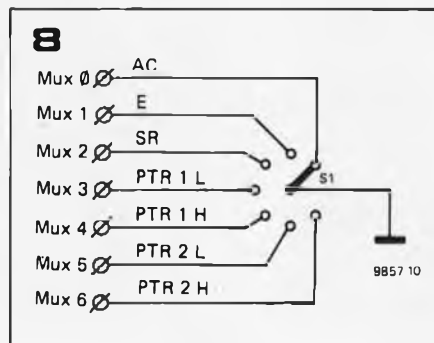 8
Mux Ø AC
Mux 1 E
Mux 2 SR
Mux 3 PTR 1 L
S1
Mux 4 PTR 1 H
Mux 5 PTR 2 L
9857 10
Mux 6 PTR 2 H